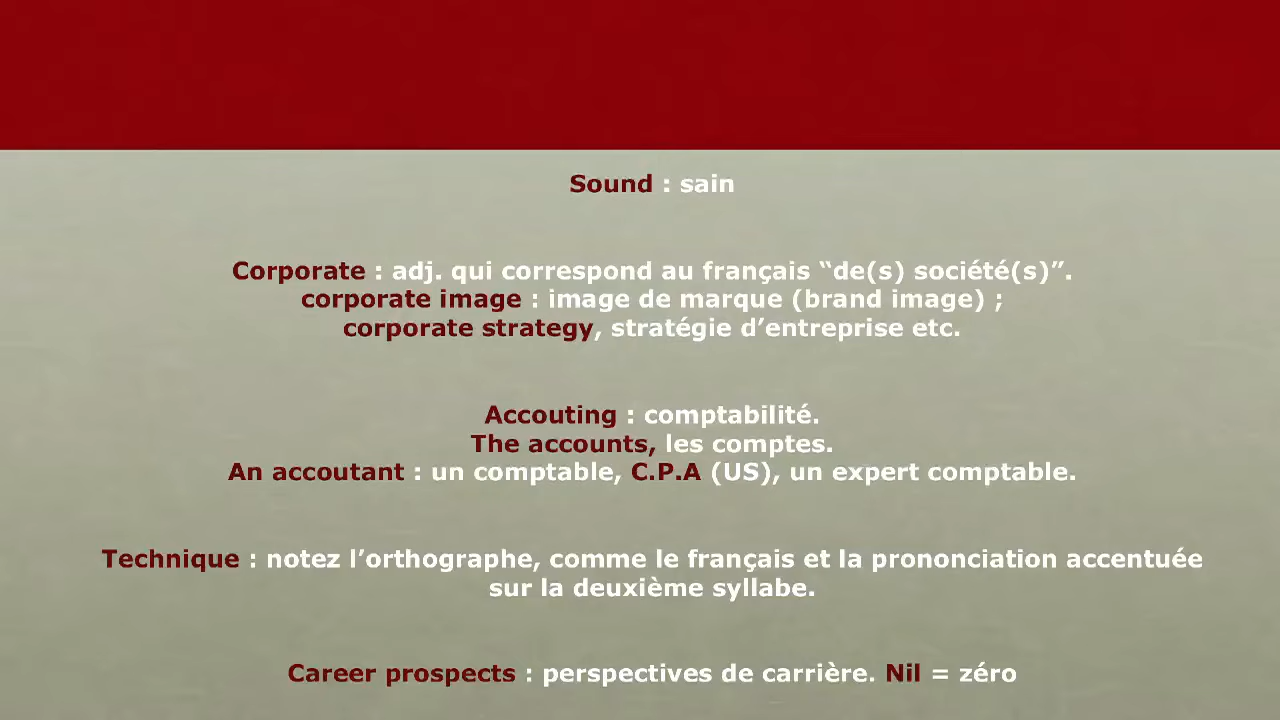 Sound : sain
Corporate : adj. qui correspond au français “de(s) société(s)”.
corporate image : image de marque (brand image) ;
corporate strategy, stratégie d’entreprise etc.
Accouting : comptabilité.
The accounts, les comptes.
An accoutant : un comptable, C.P.A (US), un expert comptable.
Technique : notez l’orthographe, comme le français et la prononciation accentuée
sur la deuxième syllabe.
Career prospects : perspectives de carrière. Nil = zéro